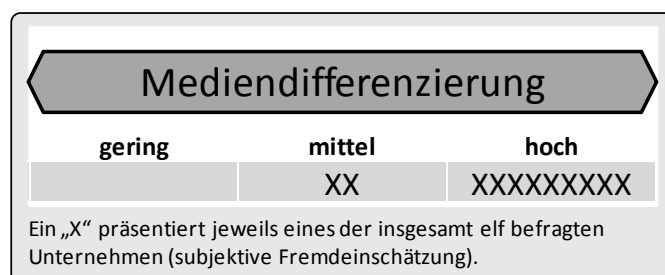 Mediendifferenzierung
gering mittel hoch
XX XXXXXXXXX
Ein „X“ präsentiert jeweils eines der insgesamt elf befragten
Unternehmen (subjektive Fremdeinschätzung).